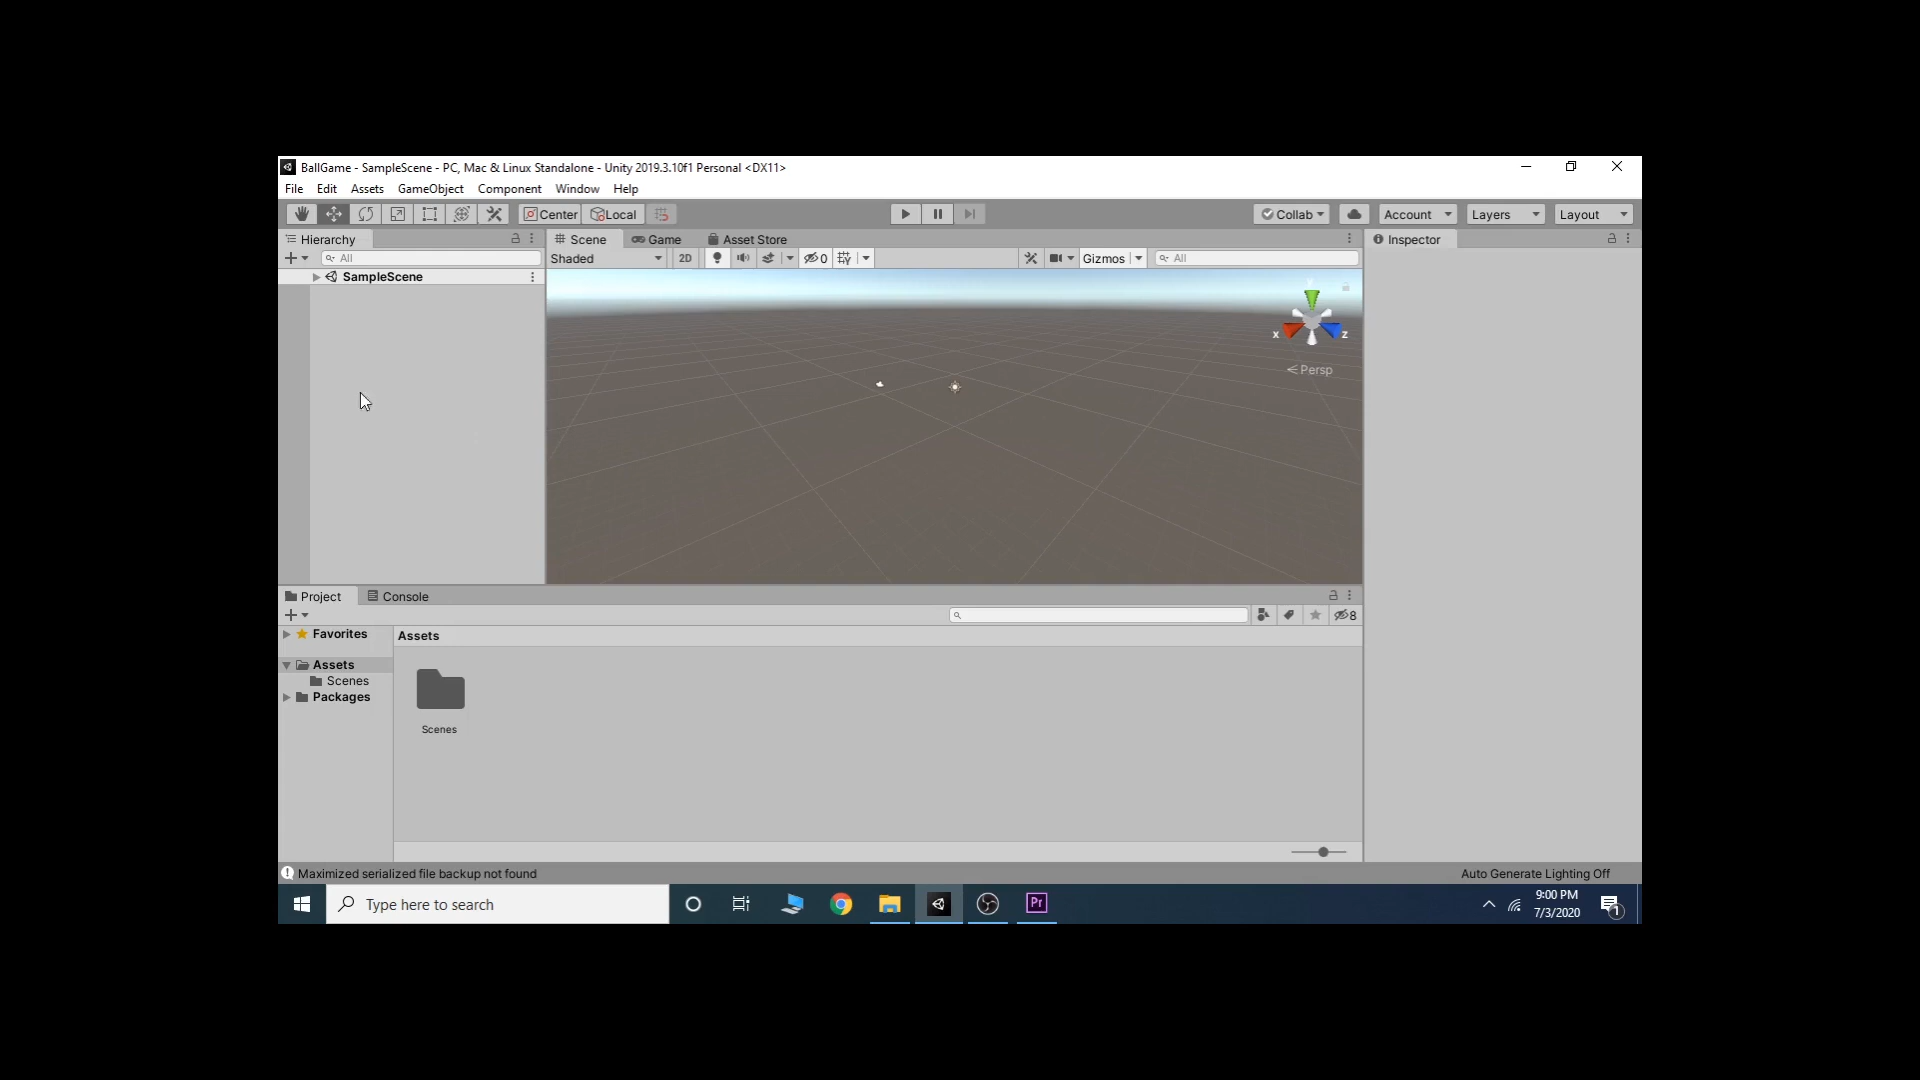 BallGame - SampleScene - PC, Mac & Linux Standalone - Unity 2019.3.10f1 Personal <DX11>
File Edit Assets GameObject Component Window Help
Center Local Collab Account Layers Layout
Hierarchy Scene Game Asset Store Inspector
All Shaded 2D 0 Gizmos All
SampleScene
x z
Persp
Project Console
8
Favorites Assets
Assets
Scenes
Packages
Scenes
Maximized serialized file backup not found Auto Generate Lighting Off
Type here to search Pr 9:00 PM
7/3/2020 1